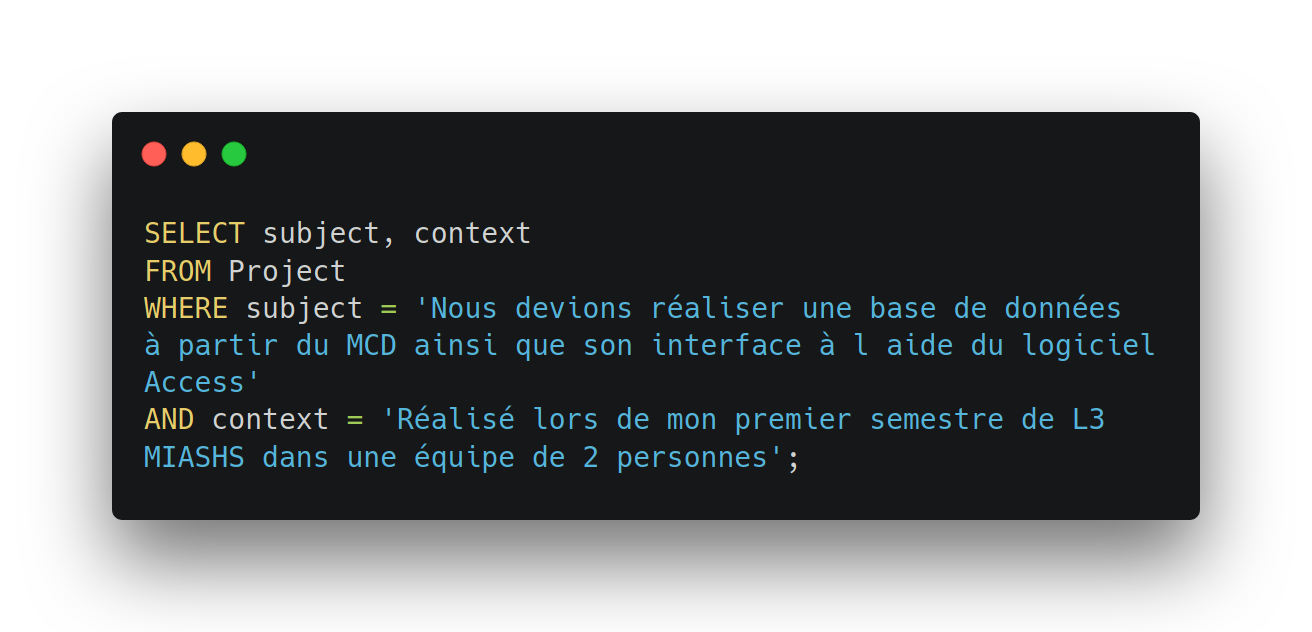 SELECT subject, context
FROM Project
WHERE subject = 'Nous devions réaliser une base de données
à partir du MCD ainsi que son interface à l aide du logiciel
Access'
AND context = 'Réalisé lors de mon premier semestre de L3
MIASHS dans une équipe de 2 personnes';